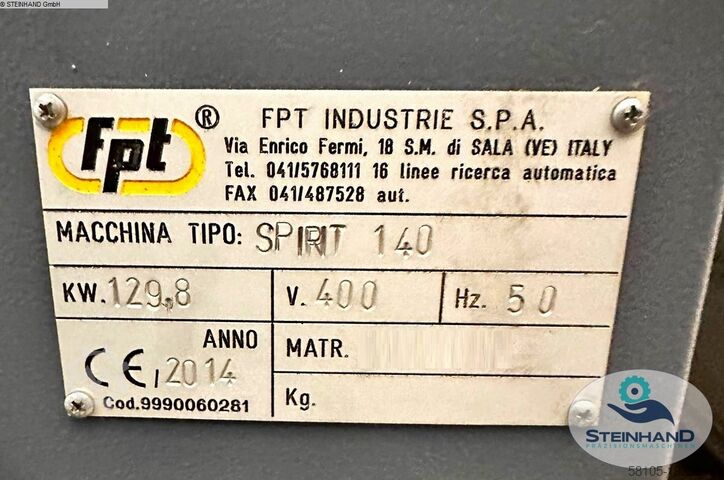 © STEINHAND GmbH
fpt ® FPT INDUSTRIE S.P.A.
Via Enrico Fermi, 18 S.M. di SALA (VE) ITALY
Tel. 041/5768111 16 linee ricerca automatica
FAX 041/487528 aut.
MACCHINA TIPO: SPIRIT 140
KW. 129,8 V. 400 Hz. 50
ANNO
CE, 2014 MATR.
Cod.9990060281 Kg.
STEINHAND
PRÄZISIONSMASCHINEN
58105-